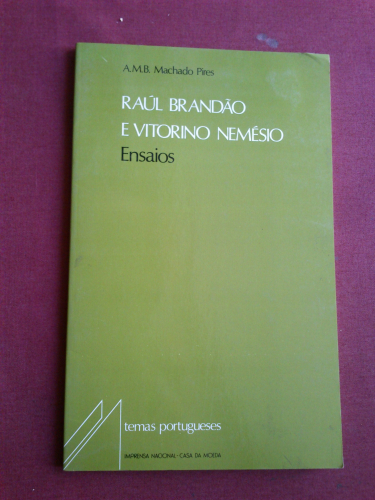 A.M.B. Machado Pires
RAÚL BRANDÃO
E VITORINO NEMÉSIO
Ensaios
temas portugueses
IMPRENSA NACIONAL-CASA DA MOEDA